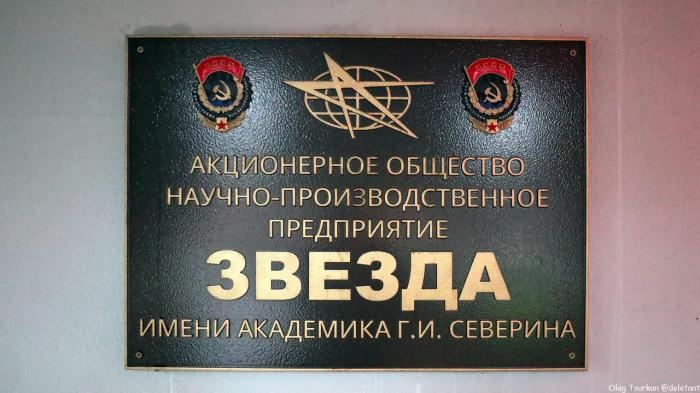 СССР СССР
АКЦИОНЕРНОЕ ОБЩЕСТВО
НАУЧНО-ПРОИЗВОДСТВЕННОЕ
ПРЕДПРИЯТИЕ
ЗВЕЗДА
ИМЕНИ АКАДЕМИКА Г.И. СЕВЕРИНА
Oleg Tsurkan @deletant